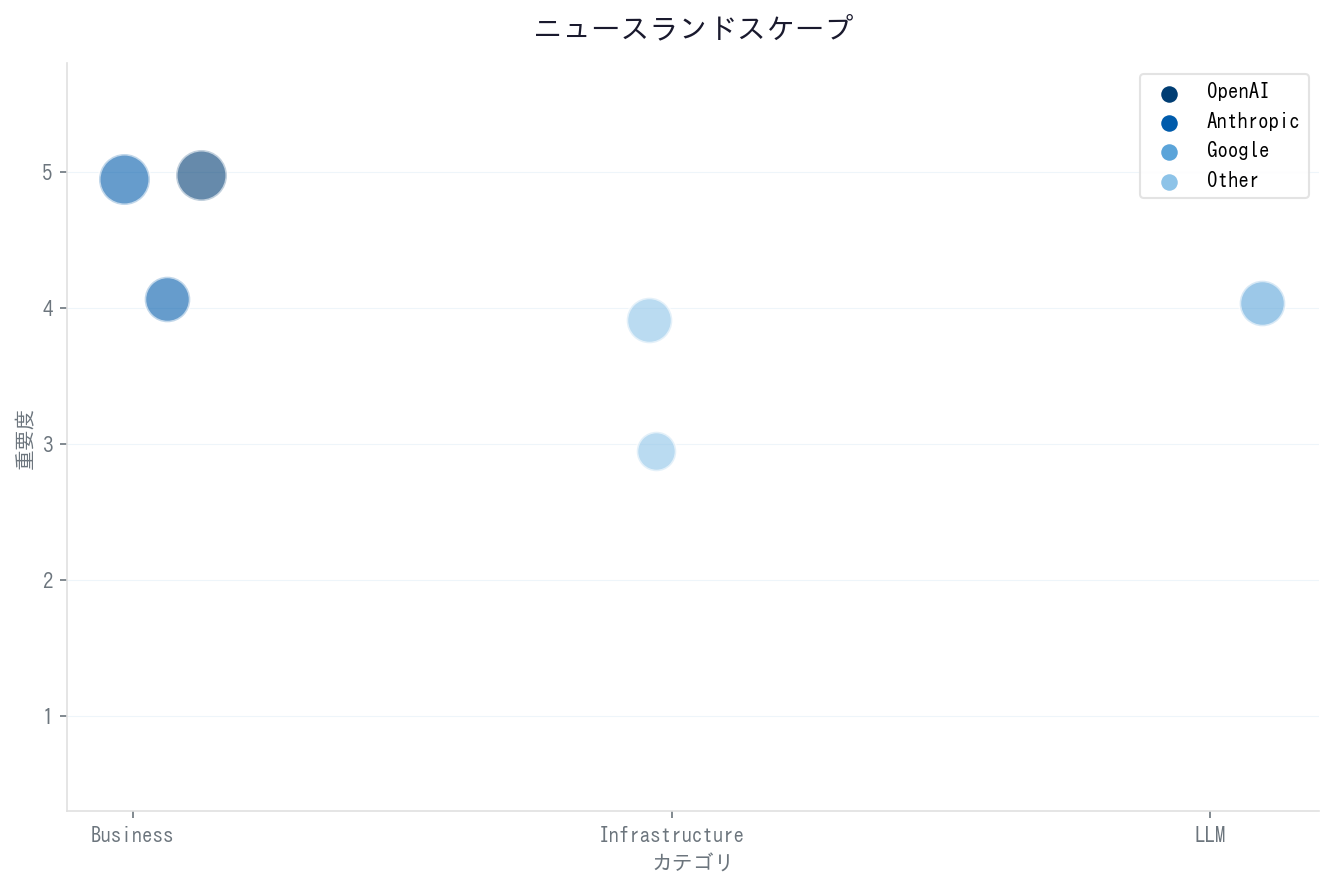 ニュースランドスケープ
OpenAI
Anthropic
Google
Other
5
4
3
2
1
重要度
Business
Infrastructure
LLM
カテゴリ